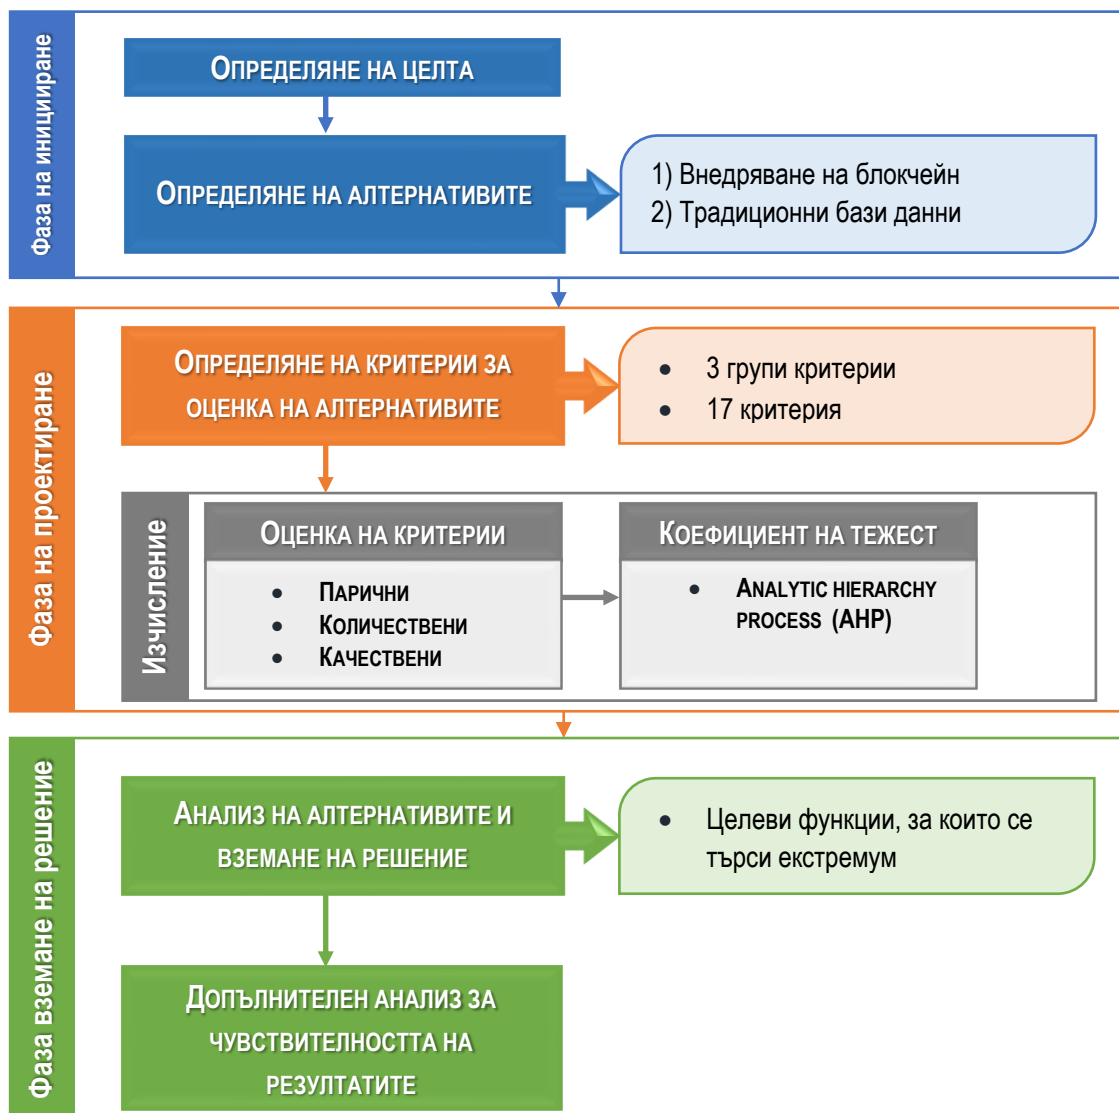 Фаза на иницииране
ОПРЕДЕЛЯНЕ НА ЦЕЛТА
ОПРЕДЕЛЯНЕ НА АЛТЕРНАТИВИТЕ
1) Внедряване на блокчейн
2) Традиционни бази данни
Фаза на проектиране
ОПРЕДЕЛЯНЕ НА КРИТЕРИИ ЗА
ОЦЕНКА НА АЛТЕРНАТИВИТЕ
• 3 групи критерии
• 17 критерия
Изчисление
ОЦЕНКА НА КРИТЕРИИ
• ПАРИЧНИ
• КОЛИЧЕСТВЕНИ
• КАЧЕСТВЕНИ
КОЕФИЦИЕНТ НА ТЕЖЕСТ
• ANALYTIC HIERARCHY
PROCESS (AHP)
Фаза вземане на решение
АНАЛИЗ НА АЛТЕРНАТИВИТЕ И
ВЗЕМАНЕ НА РЕШЕНИЕ
• Целеви функции, за които се
търси екстремум
ДОПЪЛНИТЕЛЕН АНАЛИЗ ЗА
ЧУВСТВИТЕЛНОСТТА НА
РЕЗУЛТАТИТЕ